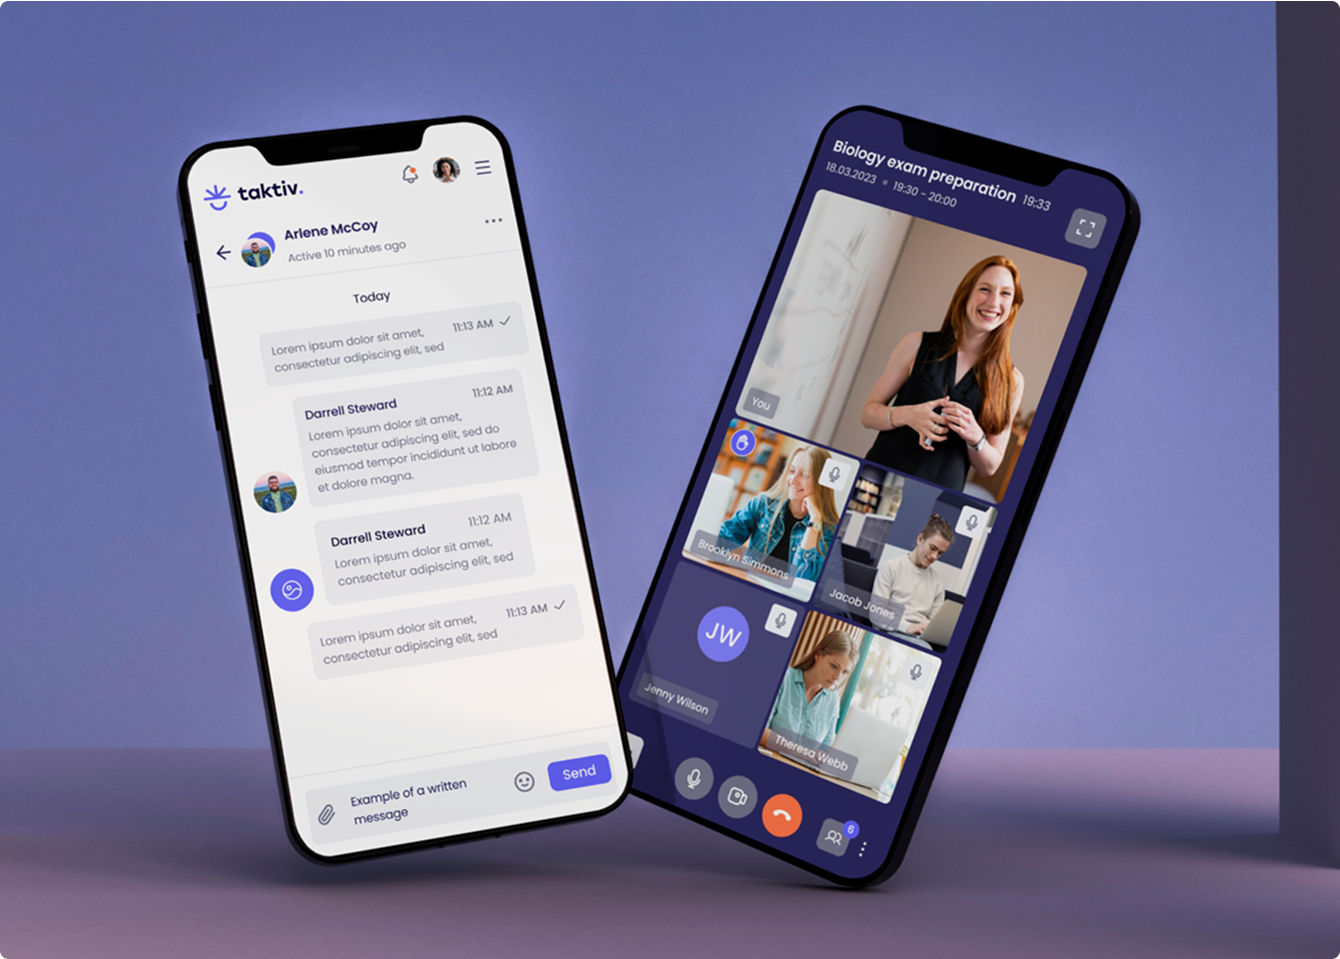 taktiv.
Arlene McCoy
Active 10 minutes ago
Today
Lorem ipsum dolor sit amet,
consectetur adipiscing elit, sed
11:13 AM
Darrell Steward
11:12 AM
Lorem ipsum dolor sit amet,
consectetur adipiscing elit, sed do
eiusmod tempor incididunt ut labore
et dolore magna.
Darrell Steward
11:12 AM
Lorem ipsum dolor sit amet,
consectetur adipiscing elit, sed
Lorem ipsum dolor sit amet,
consectetur adipiscing elit, sed
11:13 AM
Example of a written
message
Send
Biology exam preparation 19:33
18.03.2023 • 19:30 - 20:00
You
Brooklyn Simmons
Jacob Jones
JW
Jenny Wilson
Theresa Webb
6